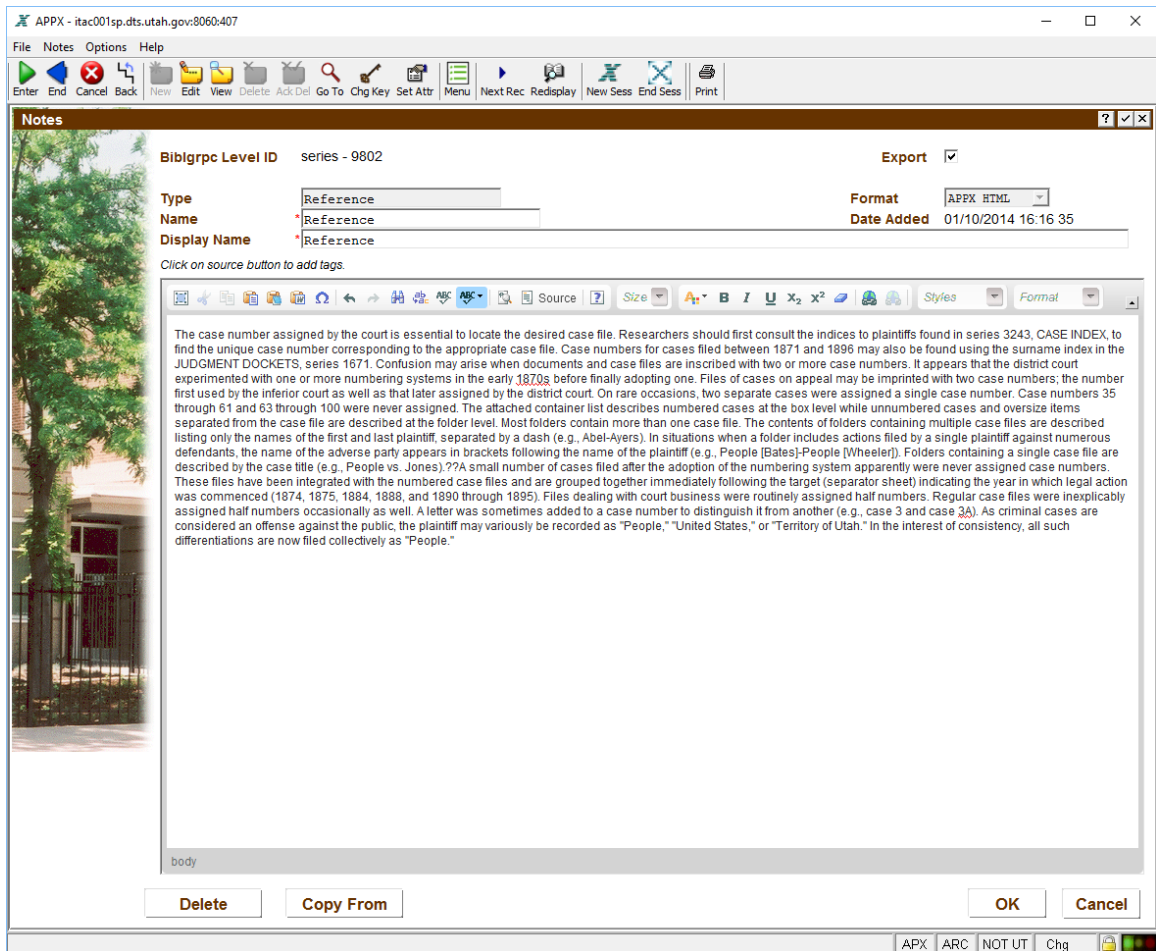 APPX - itac001sp.dts.utah.gov:8060:407
File Notes Options Help
Enter End Cancel Back New Edit View Delete Ack Del Go To Chg Key Set Attr Menu Next Rec Redisplay New Sess End Sess Print
Notes
Biblgrpc Level ID series - 9802 Export
Type Reference Format APPX HTML
Name *Reference Date Added 01/10/2014 16:16 35
Display Name *Reference
Click on source button to add tags.
Source Size B I U X2 X2 Styles Format
The case number assigned by the court is essential to locate the desired case file. Researchers should first consult the indices to plaintiffs found in series 3243, CASE INDEX, to
find the unique case number corresponding to the appropriate case file. Case numbers for cases filed between 1871 and 1896 may also be found using the surname index in the
JUDGMENT DOCKETS, series 1671. Confusion may arise when documents and case files are inscribed with two or more case numbers. It appears that the district court
experimented with one or more numbering systems in the early 1870s before finally adopting one. Files of cases on appeal may be imprinted with two case numbers; the number
first used by the inferior court as well as that later assigned by the district court. On rare occasions, two separate cases were assigned a single case number. Case numbers 35
through 61 and 63 through 100 were never assigned. The attached container list describes numbered cases at the box level while unnumbered cases and oversize items
separated from the case file are described at the folder level. Most folders contain more than one case file. The contents of folders containing multiple case files are described
listing only the names of the first and last plaintiff, separated by a dash (e.g., Abel-Ayers). In situations when a folder includes actions filed by a single plaintiff against numerous
defendants, the name of the adverse party appears in brackets following the name of the plaintiff (e.g., People [Bates]-People [Wheeler]). Folders containing a single case file are
described by the case title (e.g., People vs. Jones).??A small number of cases filed after the adoption of the numbering system apparently were never assigned case numbers.
These files have been integrated with the numbered case files and are grouped together immediately following the target (separator sheet) indicating the year in which legal action
was commenced (1874, 1875, 1884, 1888, and 1890 through 1895). Files dealing with court business were routinely assigned half numbers. Regular case files were inexplicably
assigned half numbers occasionally as well. A letter was sometimes added to a case number to distinguish it from another (e.g., case 3 and case 3A). As criminal cases are
considered an offense against the public, the plaintiff may variously be recorded as "People," "United States," or "Territory of Utah." In the interest of consistency, all such
differentiations are now filed collectively as "People."
body
Delete Copy From OK Cancel
APX ARC NOT UT Chg